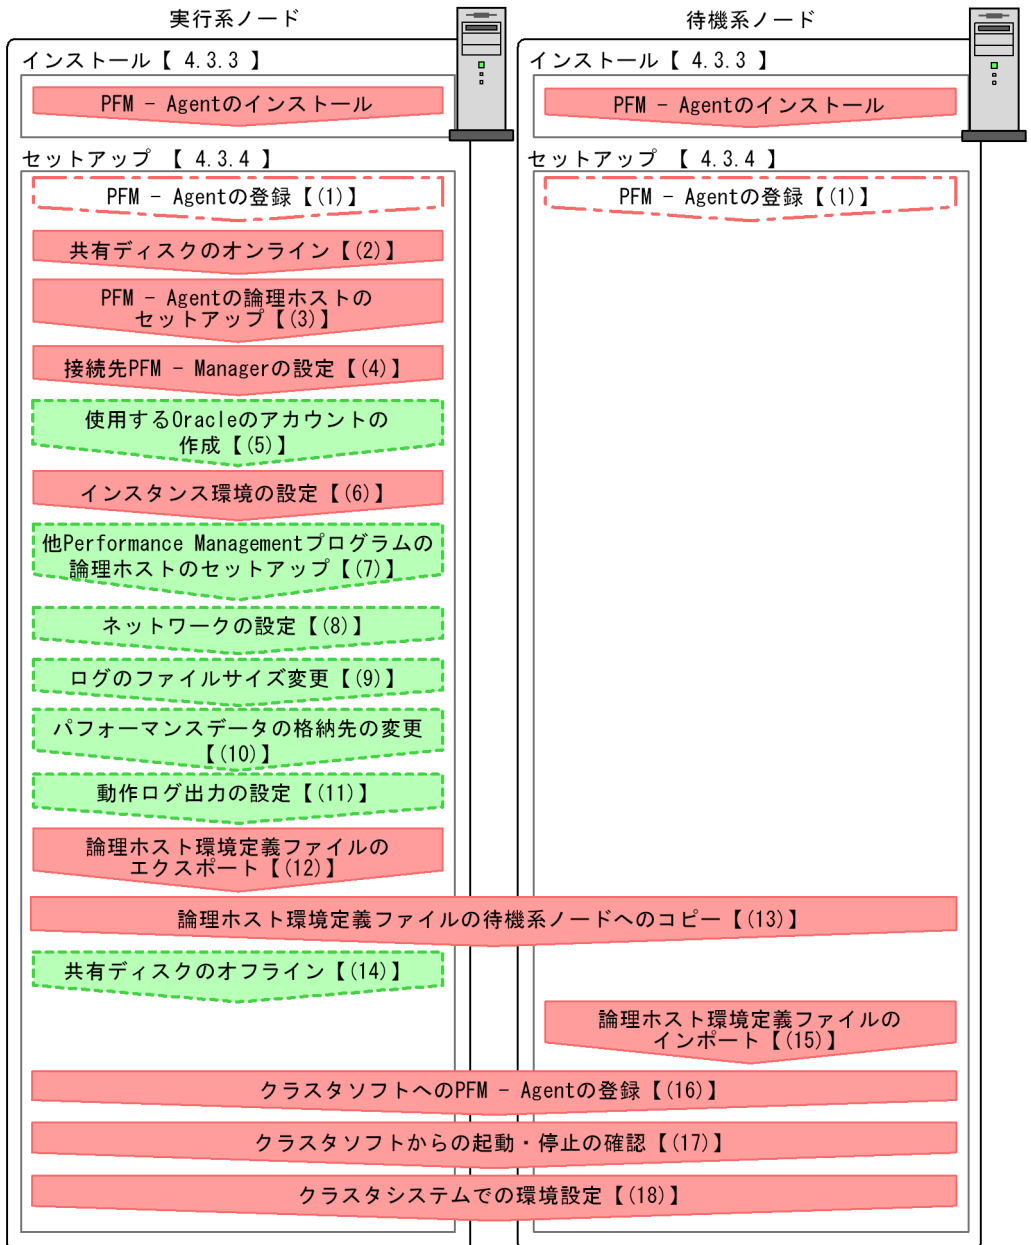 実行系ノード
待機系ノード
インストール【 4.3.3 】
インストール【 4.3.3 】
PFM － Agentのインストール
PFM － Agentのインストール
セットアップ 【 4.3.4 】
セットアップ 【 4.3.4 】
PFM － Agentの登録【(1)】
PFM － Agentの登録【(1)】
共有ディスクのオンライン【(2)】
PFM － Agentの論理ホストの
セットアップ【(3)】
接続先PFM － Managerの設定【(4)】
使用するOracleのアカウントの
作成【(5)】
インスタンス環境の設定【(6)】
他Performance Managementプログラムの
論理ホストのセットアップ【(7)】
ネットワークの設定【(8)】
ログのファイルサイズ変更【(9)】
パフォーマンスデータの格納先の変更
【(10)】
動作ログ出力の設定【(11)】
論理ホスト環境定義ファイルの
エクスポート【(12)】
論理ホスト環境定義ファイルの待機系ノードへのコピー【(13)】
共有ディスクのオフライン【(14)】
論理ホスト環境定義ファイルの
インポート【(15)】
クラスタソフトへのPFM － Agentの登録【(16)】
クラスタソフトからの起動・停止の確認【(17)】
クラスタシステムでの環境設定【(18)】